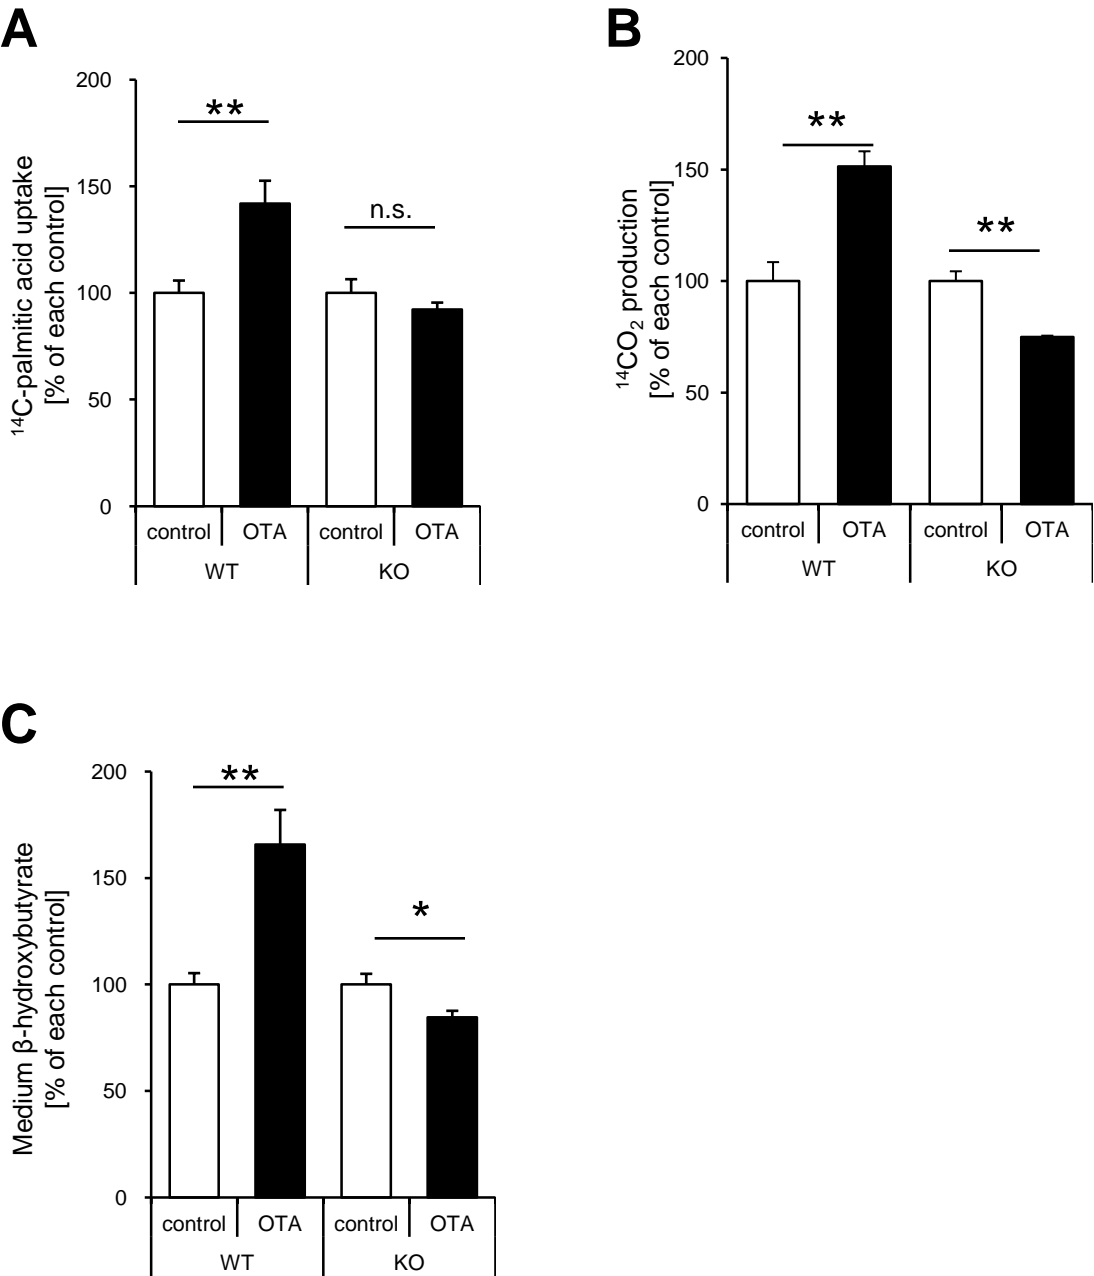 A
¹⁴C-palmitic acid uptake
[% of each control]
200
150
100
50
0
**
n.s.
control OTA control OTA
WT KO
B
¹⁴CO₂ production
[% of each control]
200
150
100
50
0
**
**
control OTA control OTA
WT KO
C
Medium β-hydroxybutyrate
[% of each control]
200
150
100
50
0
**
*
control OTA control OTA
WT KO